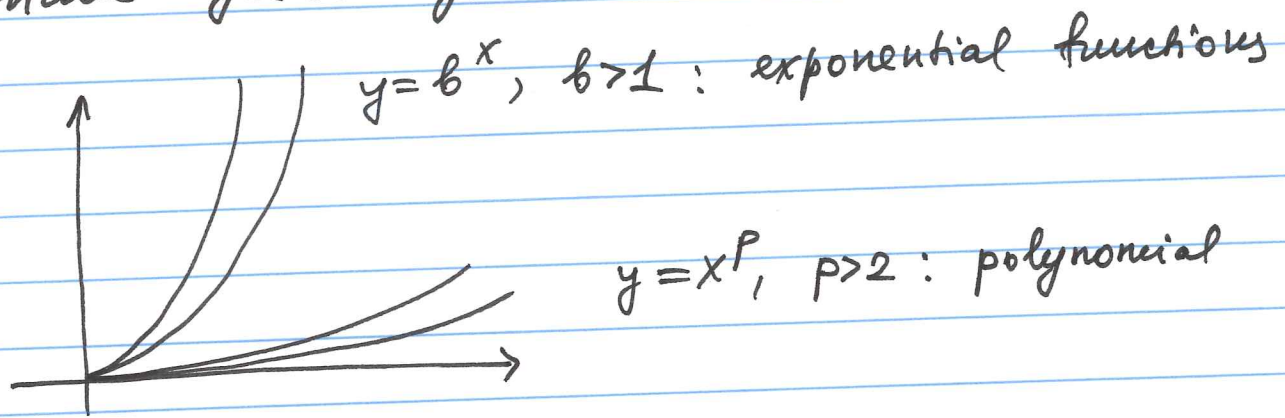 y=b^x, b>1 : exponential functions
y=x^p, p>2 : polynomial